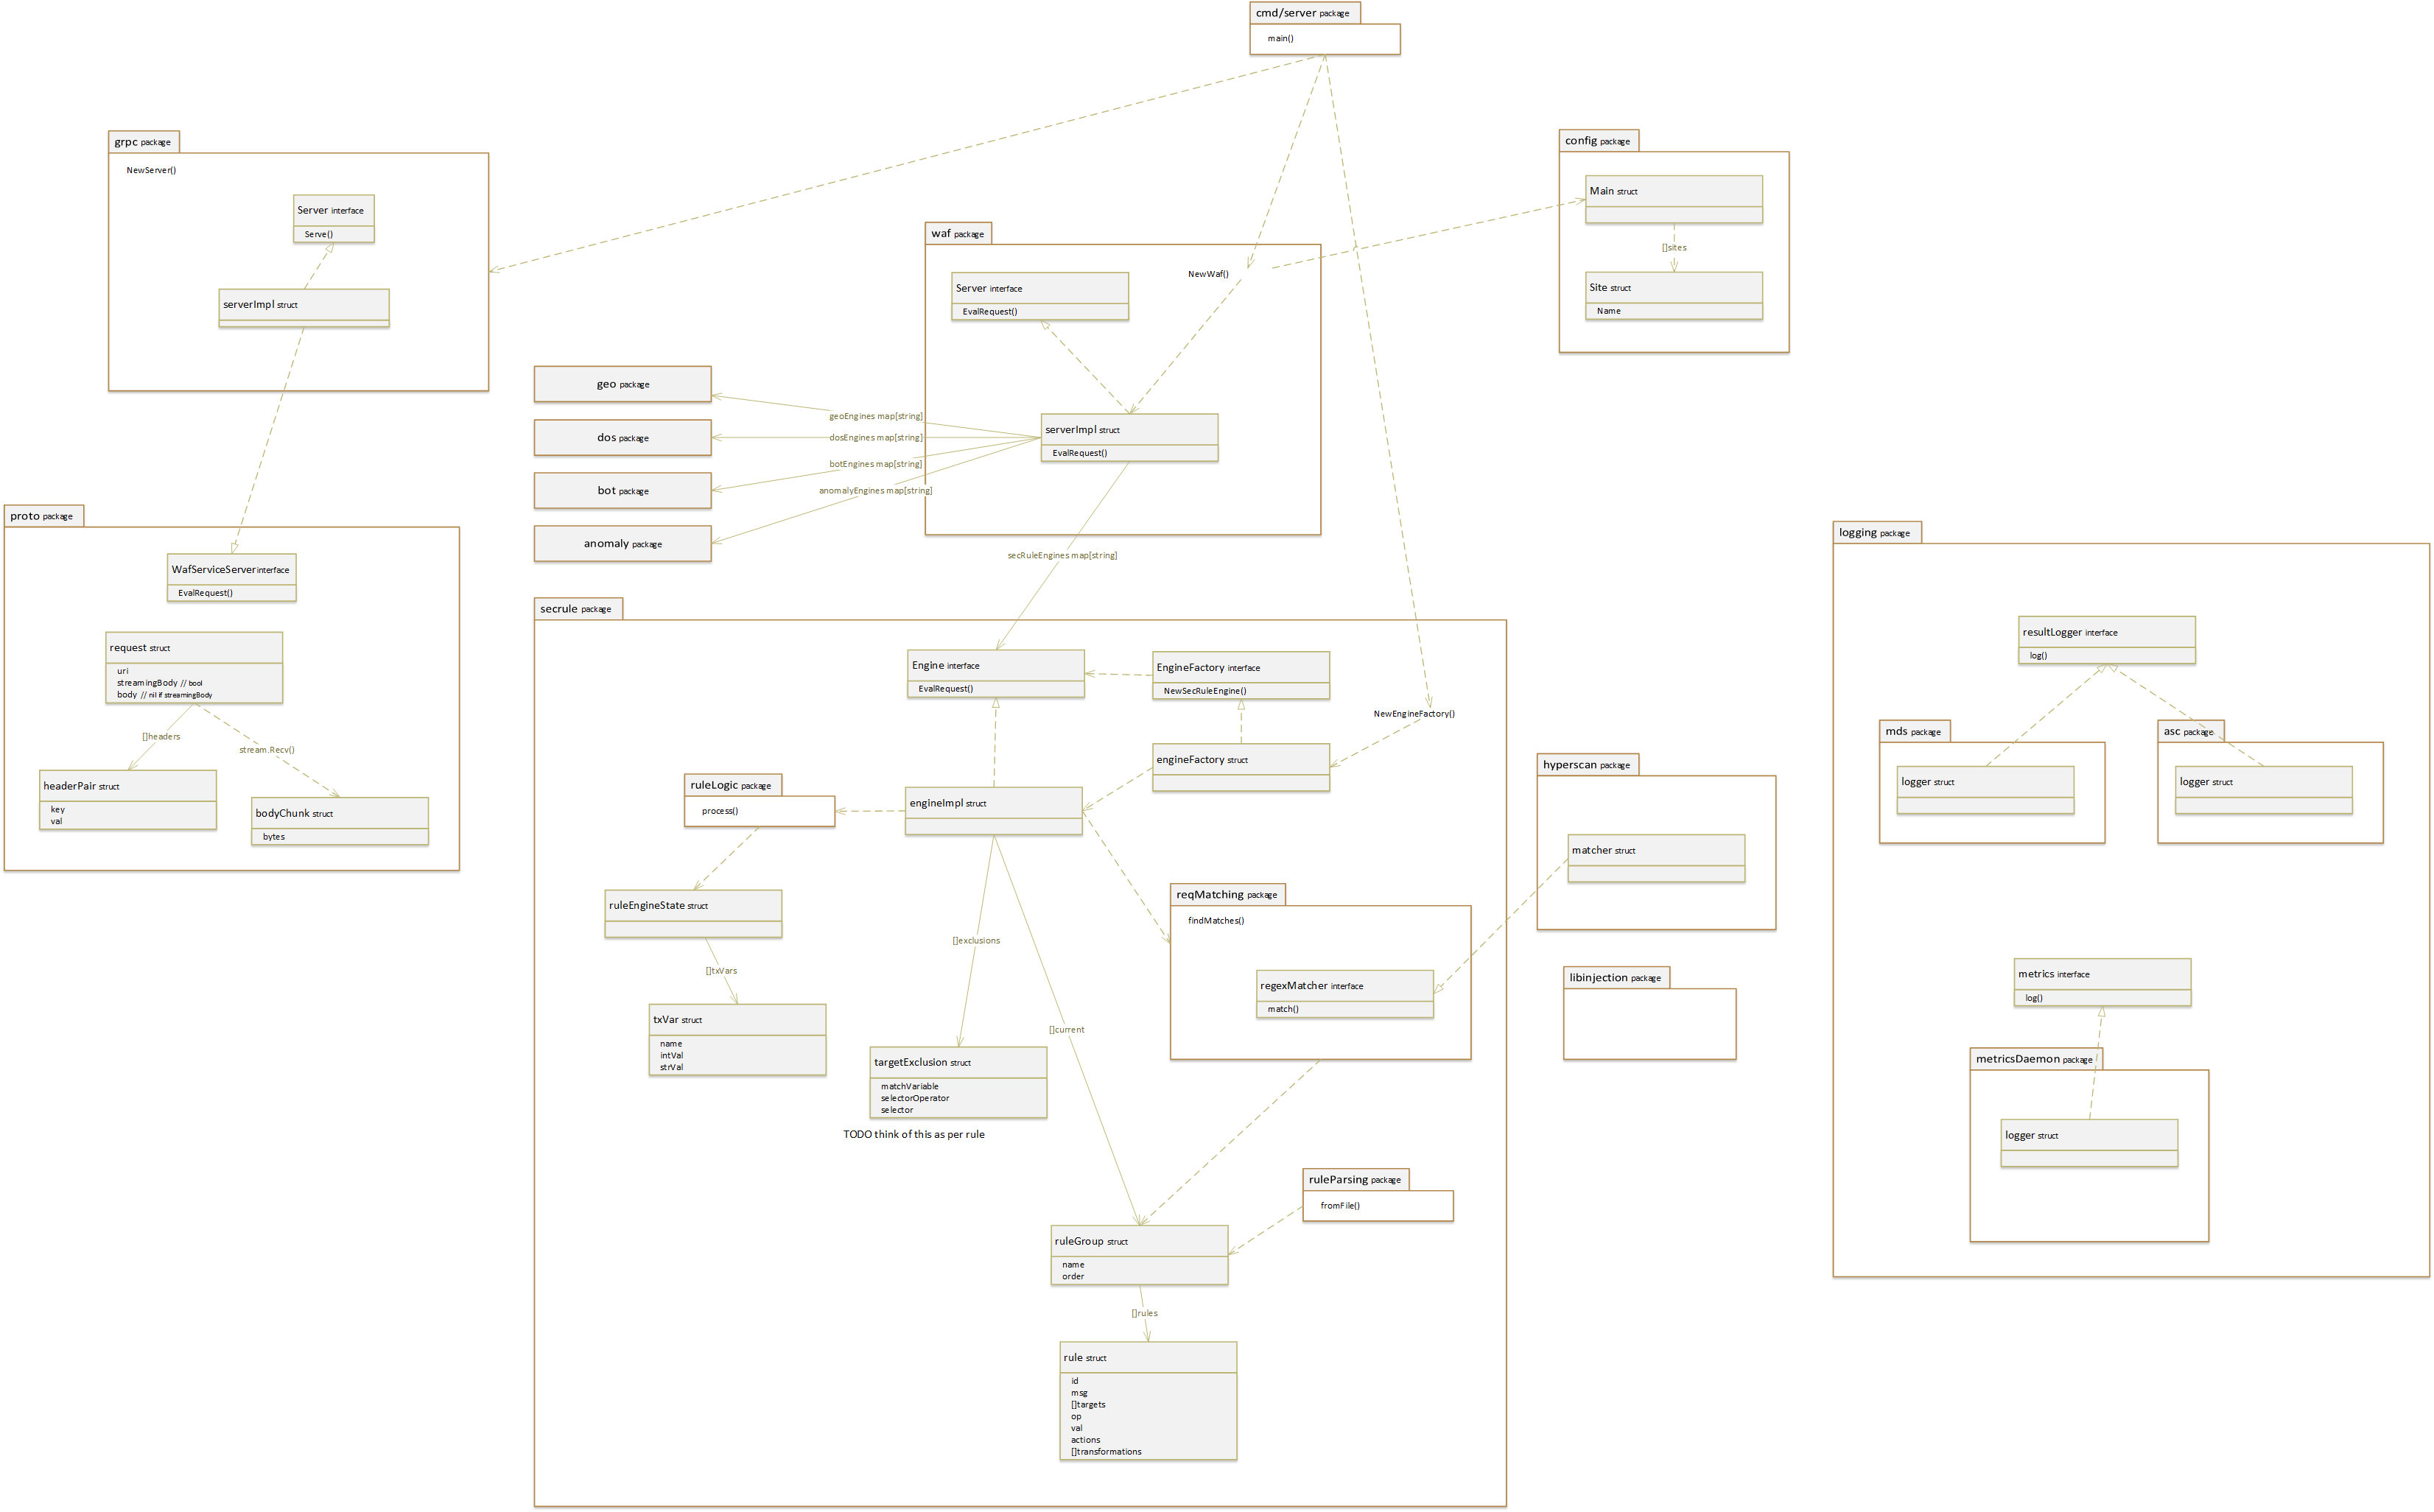 cmd/server package
main()
grpc package
NewServer()
Server interface
Serve()
serverImpl struct
config package
Main struct
[]sites
Site struct
Name
waf package
NewWaf()
Server interface
EvalRequest()
serverImpl struct
EvalRequest()
geo package
dos package
bot package
anomaly package
geoEngines map[string]
dosEngines map[string]
botEngines map[string]
anomalyEngines map[string]
secRuleEngines map[string]
proto package
WafServiceServer interface
EvalRequest()
request struct
uri
streamingBody // bool
body // nil if streamingBody
[]headers
stream.Recv()
headerPair struct
key
val
bodyChunk struct
bytes
secrule package
Engine interface
EvalRequest()
EngineFactory interface
NewSecRuleEngine()
NewEngineFactory()
engineFactory struct
ruleLogic package
process()
engineImpl struct
ruleEngineState struct
[]txVars
txVar struct
name
intVal
strVal
[]exclusions
targetExclusion struct
matchVariable
selectorOperator
selector
TODO think of this as per rule
[]current
reqMatching package
findMatches()
regexMatcher interface
match()
ruleParsing package
fromFile()
ruleGroup struct
name
order
[]rules
rule struct
id
msg
[]targets
op
val
actions
[]transformations
hyperscan package
matcher struct
libinjection package
logging package
resultLogger interface
log()
mds package
logger struct
asc package
logger struct
metrics interface
log()
metricsDaemon package
logger struct